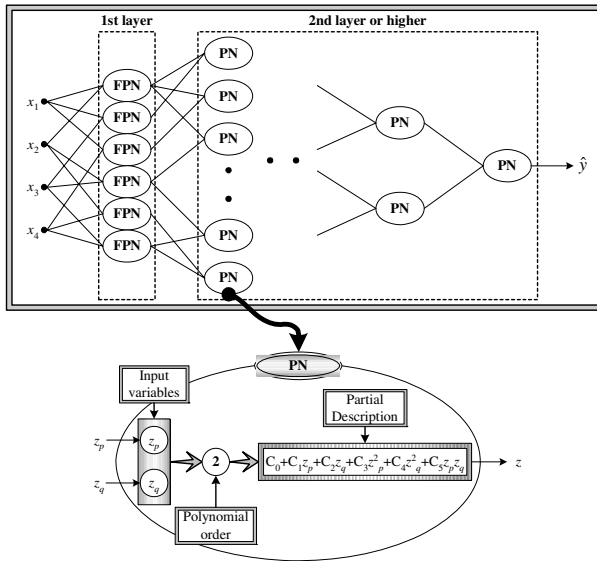 1st layer
2nd layer or higher
PN
FPN
x1
PN
FPN
PN
x2
FPN
PN
PN
ŷ
FPN
x3
FPN
PN
x4
PN
FPN
PN
PN
Input
variables
Partial
Description
zp
zp
2
C0+C1zp+C2zq+C3z²p+C4z²q+C5zpzq
z
zq
zq
Polynomial
order